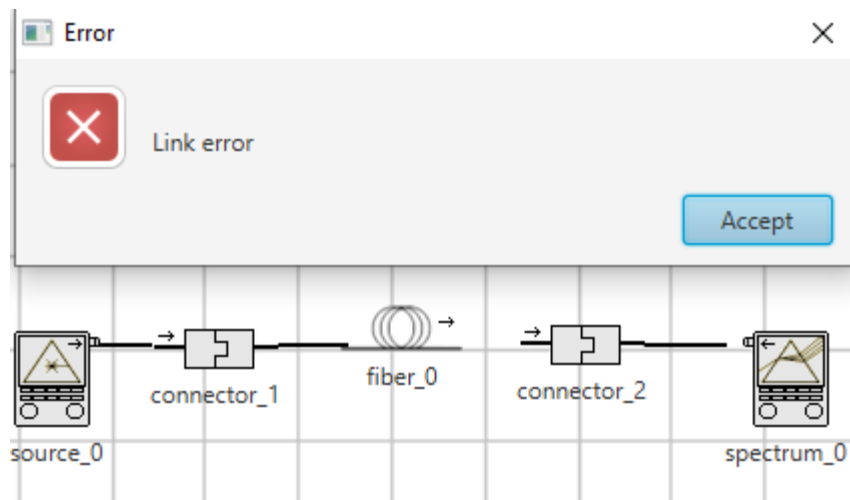 Error
Link error
Accept
connector_1
fiber_0
connector_2
source_0
spectrum_0